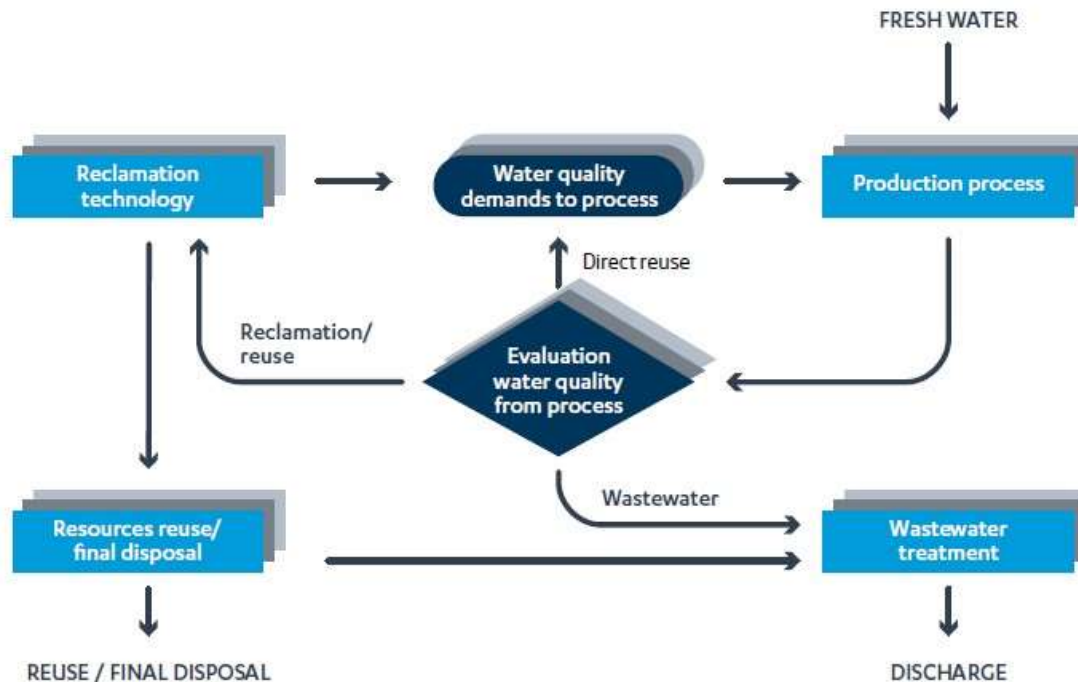 FRESH WATER
Reclamation
technology
Water quality
demands to process
Production process
Direct reuse
Reclamation/
reuse
Evaluation
water quality
from process
Wastewater
Resources reuse/
final disposal
Wastewater
treatment
REUSE / FINAL DISPOSAL
DISCHARGE